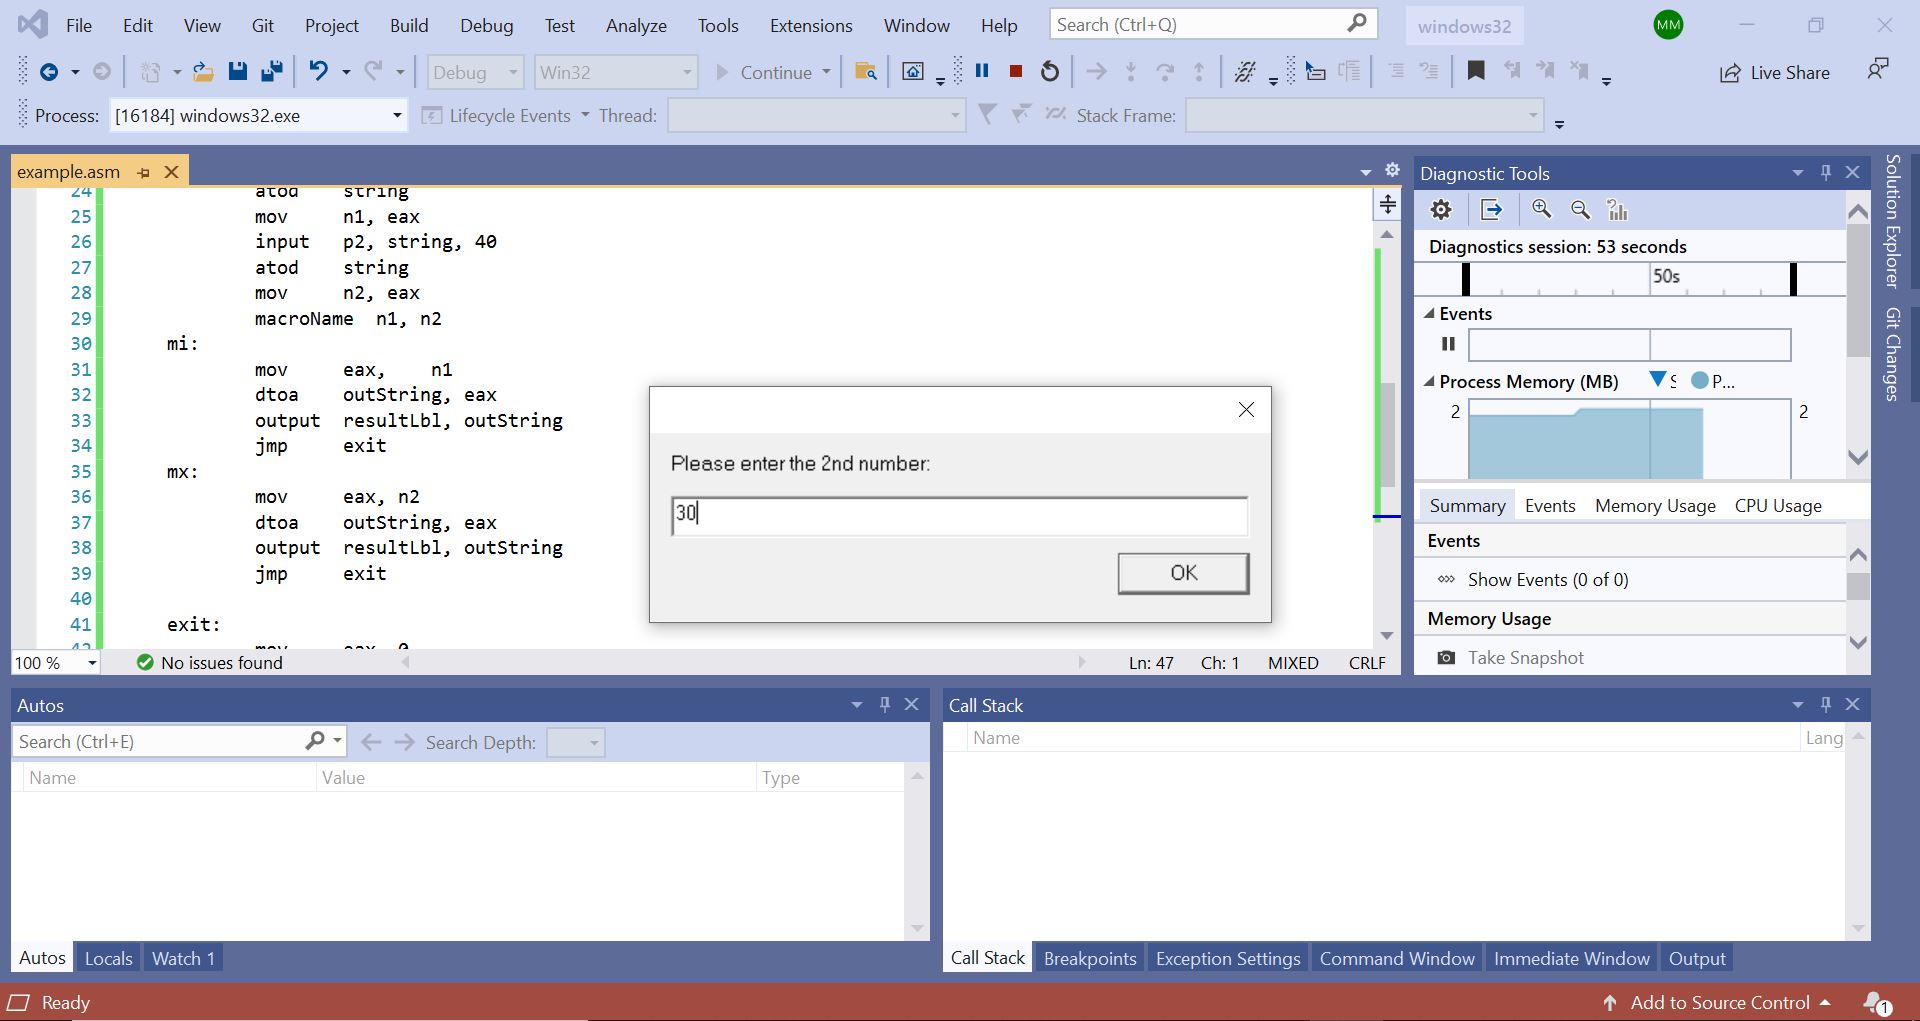 File Edit View Git Project Build Debug Test Analyze Tools Extensions Window Help Search (Ctrl+Q) windows32 MM
Debug Win32 Continue Live Share
Process: [16184] windows32.exe Lifecycle Events Thread: Stack Frame:
example.asm
24 atod string
25 mov n1, eax
26 input p2, string, 40
27 atod string
28 mov n2, eax
29 macroName n1, n2
30 mi:
31 mov eax, n1
32 dtoa outString, eax
33 output resultLbl, outString
34 jmp exit
35 mx:
36 mov eax, n2
37 dtoa outString, eax
38 output resultLbl, outString
39 jmp exit
40
41 exit:
42 mov eax, 0
100 % No issues found Ln: 47 Ch: 1 MIXED CRLF
Please enter the 2nd number:
30
OK
Diagnostic Tools
Diagnostics session: 53 seconds
50s
Events
Process Memory (MB) S P...
2 2
Summary Events Memory Usage CPU Usage
Events
Show Events (0 of 0)
Memory Usage
Take Snapshot
Solution Explorer
Git Changes
Autos
Search (Ctrl+E) Search Depth:
Name Value Type
Autos Locals Watch 1
Call Stack
Name Lang
Call Stack Breakpoints Exception Settings Command Window Immediate Window Output
Ready Add to Source Control 1